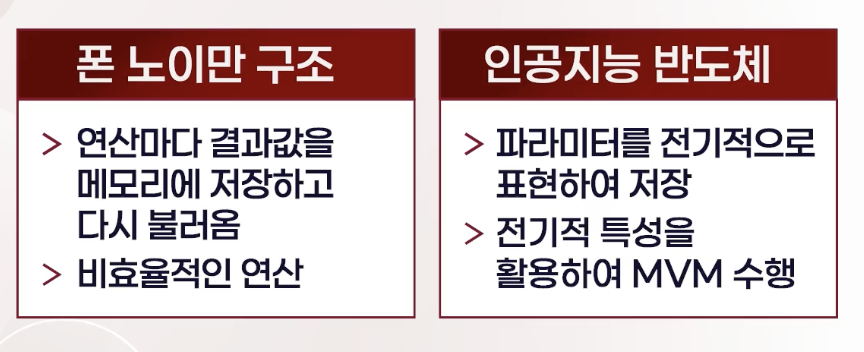 폰 노이만 구조
> 연산마다 결과값을
메모리에 저장하고
다시 불러옴
> 비효율적인 연산
인공지능 반도체
> 파라미터를 전기적으로
표현하여 저장
> 전기적 특성을
활용하여 MVM 수행